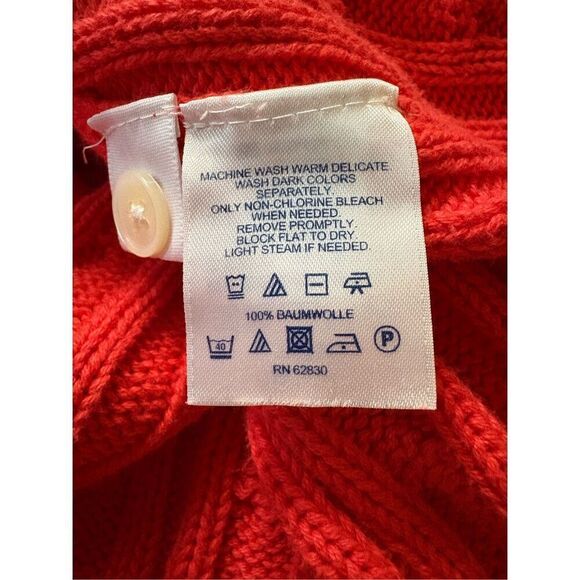 MACHINE WASH WARM DELICATE
WASH DARK COLORS
SEPARATELY.
ONLY NON-CHLORINE BLEACH
WHEN NEEDED.
REMOVE PROMPTLY.
BLOCK FLAT TO DRY.
LIGHT STEAM IF NEEDED.
100% BAUMWOLLE
40 P
RN 62830